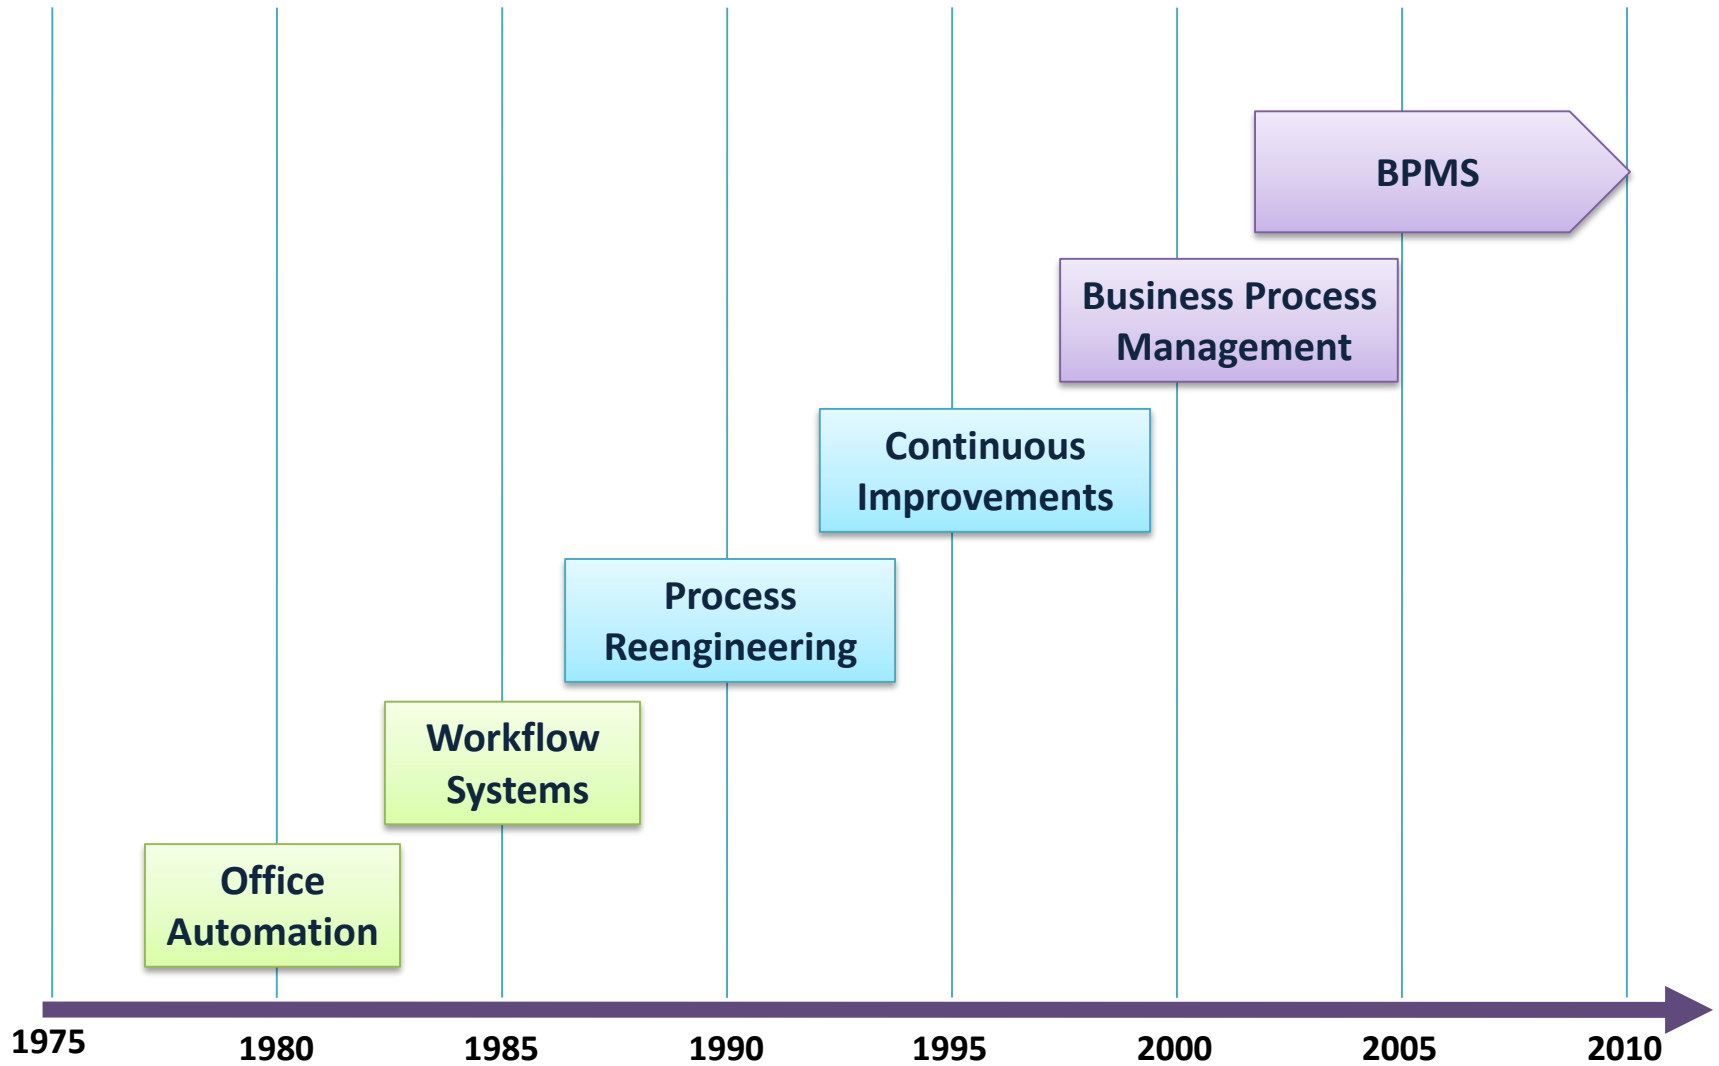 BPMS
Business Process
Management
Continuous
Improvements
Process
Reengineering
Workflow
Systems
Office
Automation
1975
1980
1985
1990
1995
2000
2005
2010